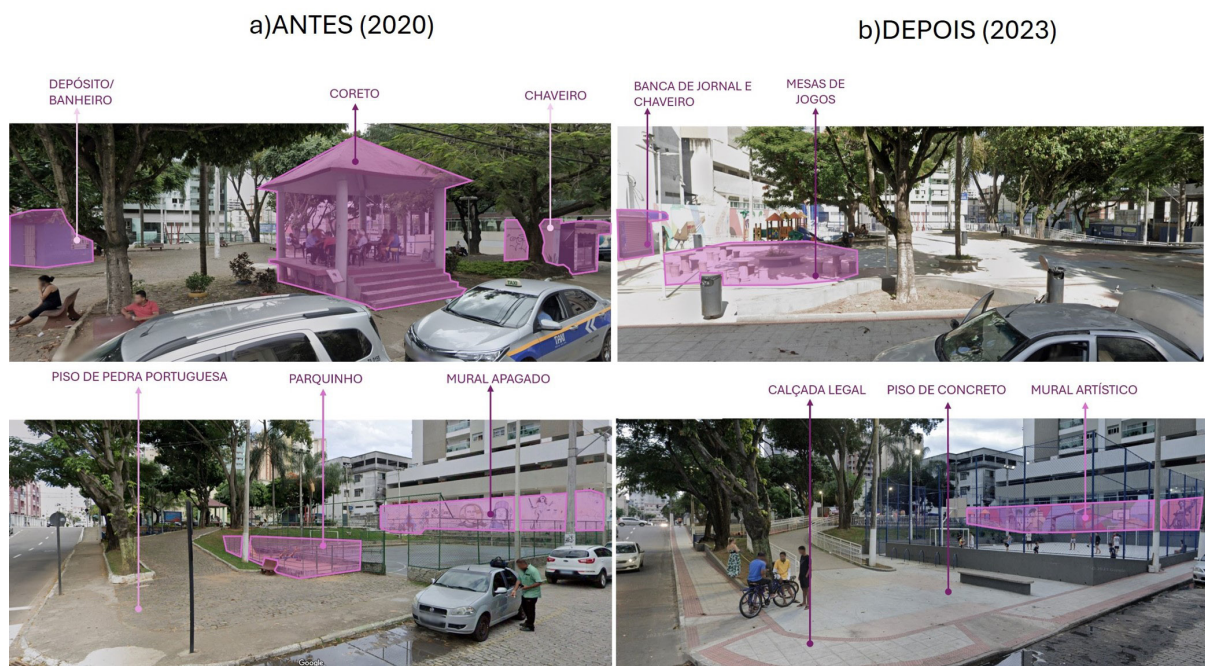 a)ANTES (2020)
b)DEPOIS (2023)
DEPÓSITO/
BANHEIRO
CORETO
CHAVEIRO
BANCA DE JORNAL E
CHAVEIRO
MESAS DE
JOGOS
TAXI
PISO DE PEDRA PORTUGUESA
PARQUINHO
MURAL APAGADO
CALÇADA LEGAL
PISO DE CONCRETO
MURAL ARTÍSTICO
Google